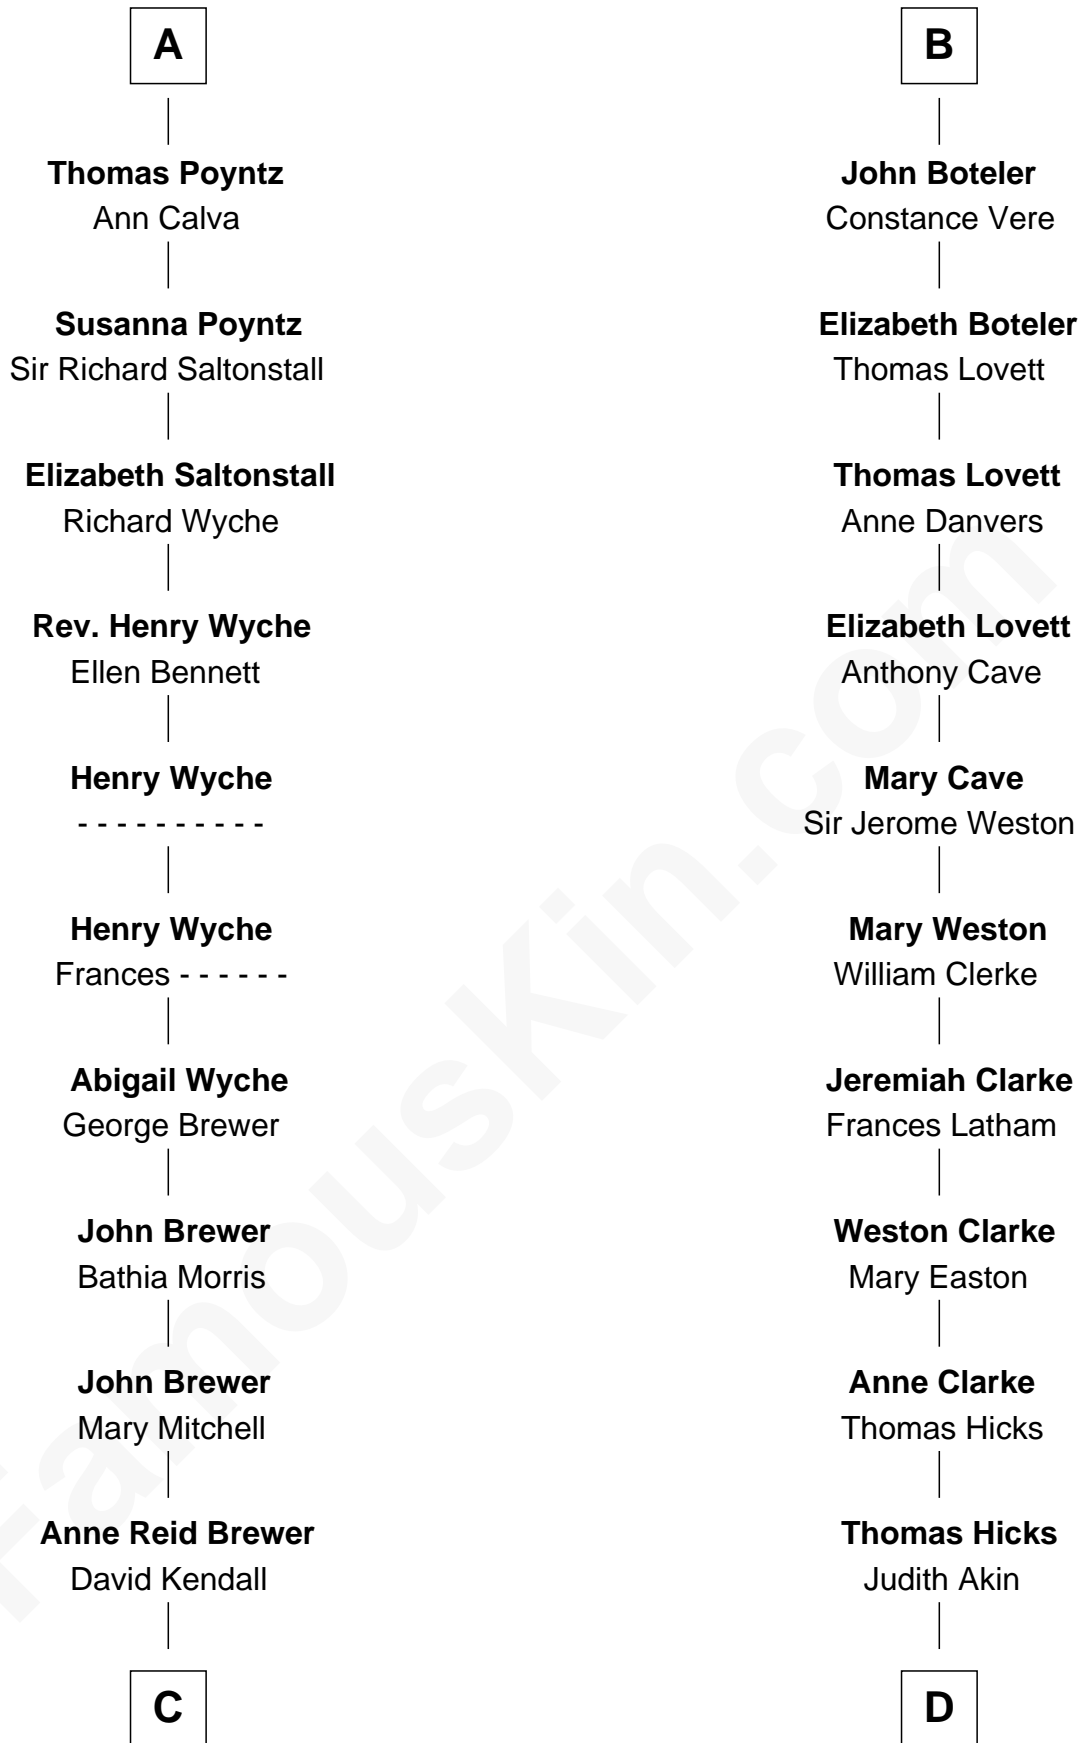 A
Thomas Poyntz
Ann Calva
Susanna Poyntz
Sir Richard Saltonstall
Elizabeth Saltonstall
Richard Wyche
Rev. Henry Wyche
Ellen Bennett
Henry Wyche
- - - - - - - - - -
Henry Wyche
Frances - - - - - -
Abigail Wyche
George Brewer
John Brewer
Bathia Morris
John Brewer
Mary Mitchell
Anne Reid Brewer
David Kendall
C
B
John Boteler
Constance Vere
Elizabeth Boteler
Thomas Lovett
Thomas Lovett
Anne Danvers
Elizabeth Lovett
Anthony Cave
Mary Cave
Sir Jerome Weston
Mary Weston
William Clerke
Jeremiah Clarke
Frances Latham
Weston Clarke
Mary Easton
Anne Clarke
Thomas Hicks
Thomas Hicks
Judith Akin
D
FamousKin.com